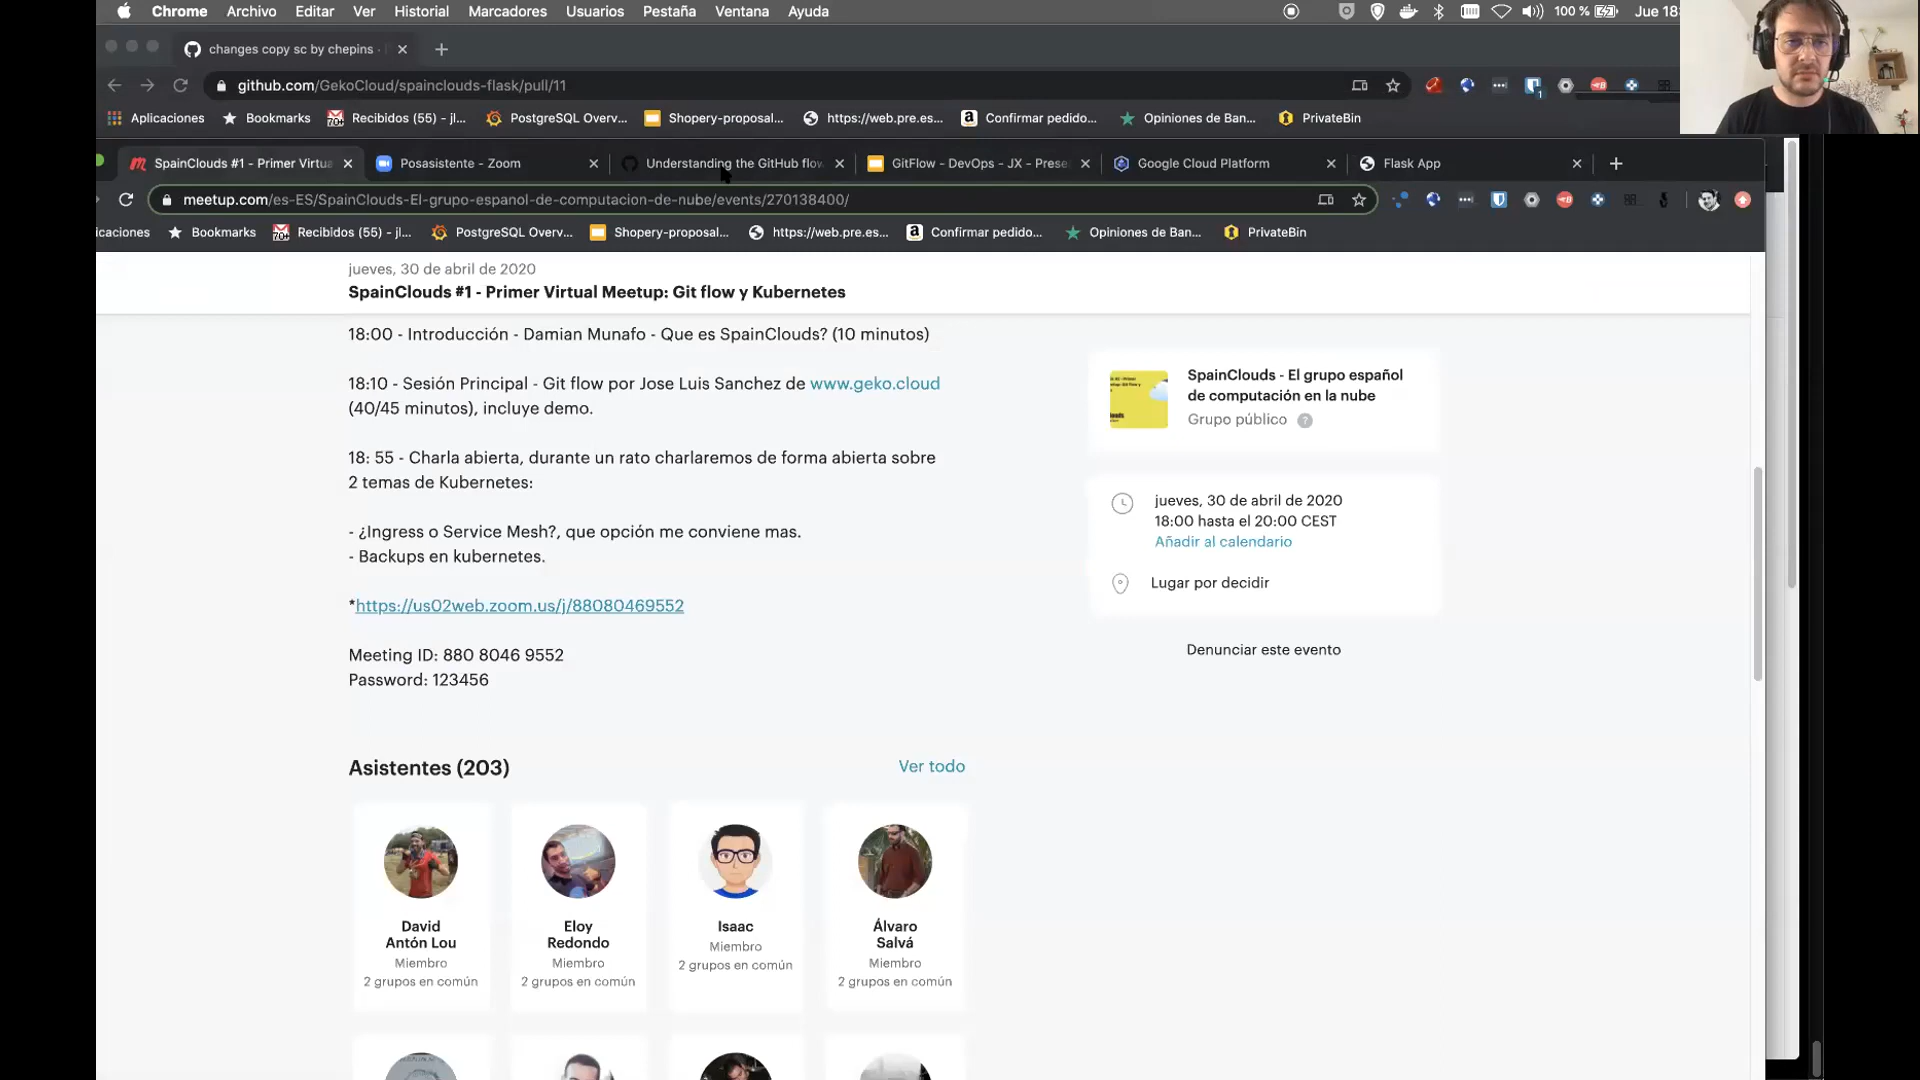 Chrome Archivo Editar Ver Historial Marcadores Usuarios Pestaña Ventana Ayuda 100 % Jue 18:
changes copy sc by chepins ·
github.com/GekoCloud/spainclouds-flask/pull/11
Aplicaciones Bookmarks Recibidos (55) - jl... PostgreSQL Overv... Shopery-proposal... https://web.pre.es... Confirmar pedido... Opiniones de Ban... PrivateBin
SpainClouds #1 - Primer Virtua Posasistente - Zoom Understanding the GitHub flow GitFlow - DevOps - JX - Prese Google Cloud Platform Flask App
meetup.com/es-ES/SpainClouds-El-grupo-espanol-de-computacion-de-nube/events/270138400/
icaciones Bookmarks Recibidos (55) - jl... PostgreSQL Overv... Shopery-proposal... https://web.pre.es... Confirmar pedido... Opiniones de Ban... PrivateBin
jueves, 30 de abril de 2020
SpainClouds #1 - Primer Virtual Meetup: Git flow y Kubernetes
18:00 - Introducción - Damian Munafo - Que es SpainClouds? (10 minutos)
18:10 - Sesión Principal - Git flow por Jose Luis Sanchez de www.geko.cloud
(40/45 minutos), incluye demo.
18: 55 - Charla abierta, durante un rato charlaremos de forma abierta sobre
2 temas de Kubernetes:
- ¿Ingress o Service Mesh?, que opción me conviene mas.
- Backups en kubernetes.
*https://us02web.zoom.us/j/88080469552
Meeting ID: 880 8046 9552
Password: 123456
SpainClouds - El grupo español
de computación en la nube
Grupo público ?
jueves, 30 de abril de 2020
18:00 hasta el 20:00 CEST
Añadir al calendario
Lugar por decidir
Denunciar este evento
Asistentes (203) Ver todo
David
Antón Lou
Miembro
2 grupos en común
Eloy
Redondo
Miembro
2 grupos en común
Isaac
Miembro
2 grupos en común
Álvaro
Salvá
Miembro
2 grupos en común